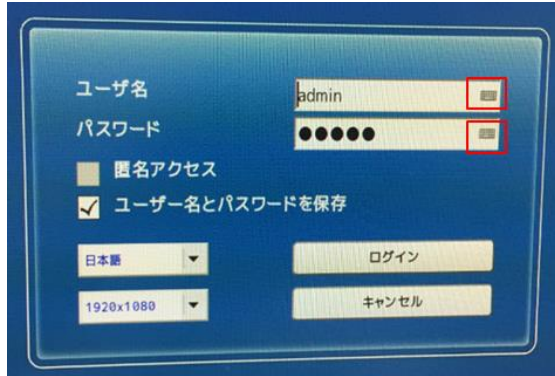 ユーザ名
admin
パスワード
●●●●●
匿名アクセス
ユーザー名とパスワードを保存
日本語
ログイン
1920x1080
キャンセル